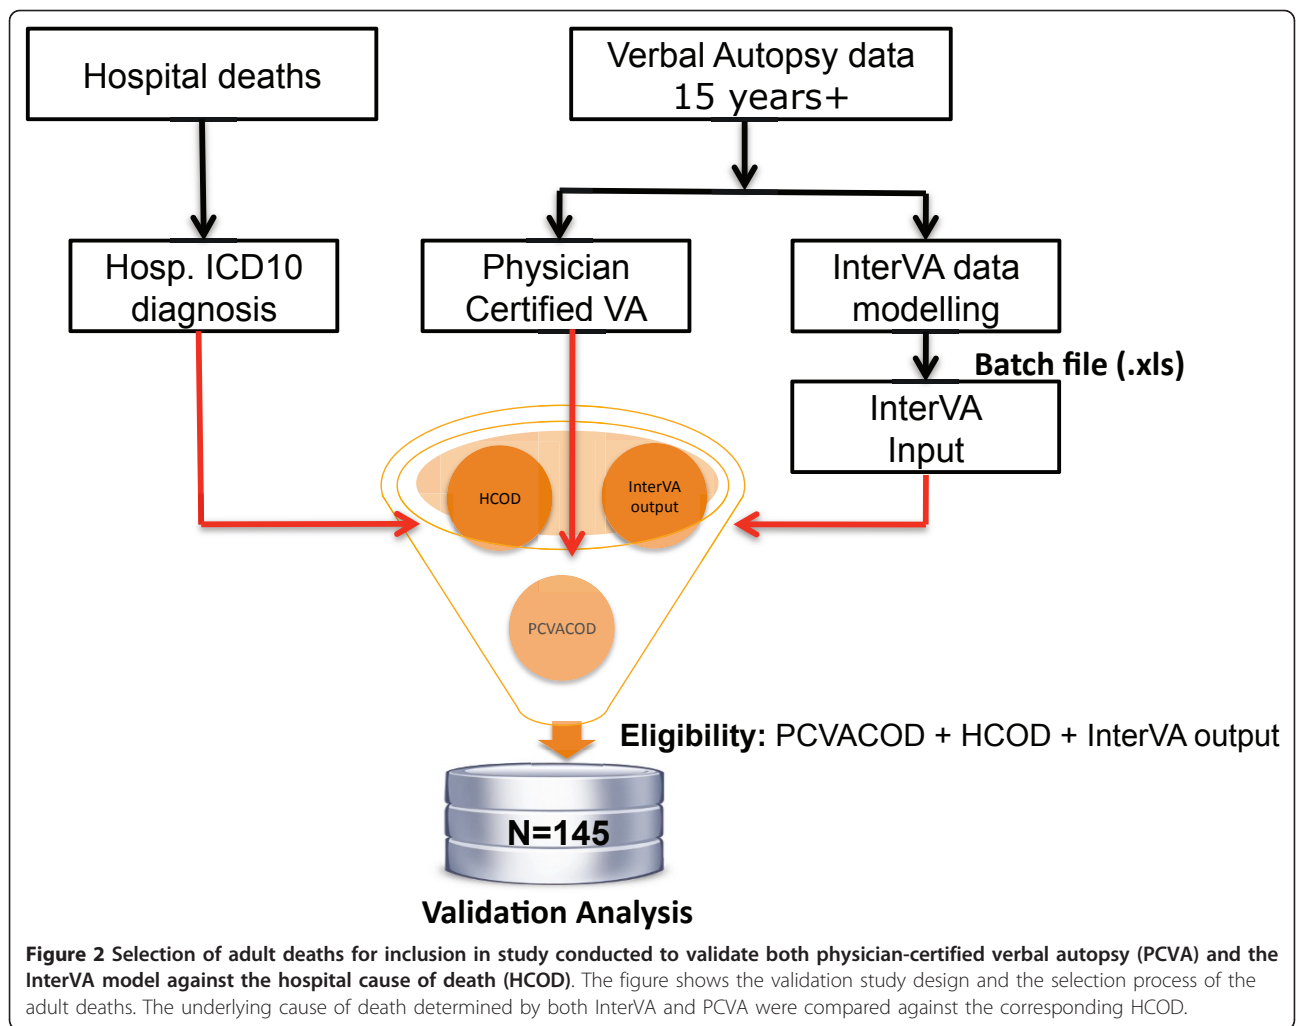 Hospital deaths
Verbal Autopsy data
15 years+
Hosp. ICD10
diagnosis
Physician
Certified VA
InterVA data
modelling
Batch file (.xls)
InterVA
Input
HCOD
InterVA
output
PCVACOD
Eligibility: PCVACOD + HCOD + InterVA output
N=145
Validation Analysis
Figure 2 Selection of adult deaths for inclusion in study conducted to validate both physician-certified verbal autopsy (PCVA) and the
InterVA model against the hospital cause of death (HCOD). The figure shows the validation study design and the selection process of the
adult deaths. The underlying cause of death determined by both InterVA and PCVA were compared against the corresponding HCOD.